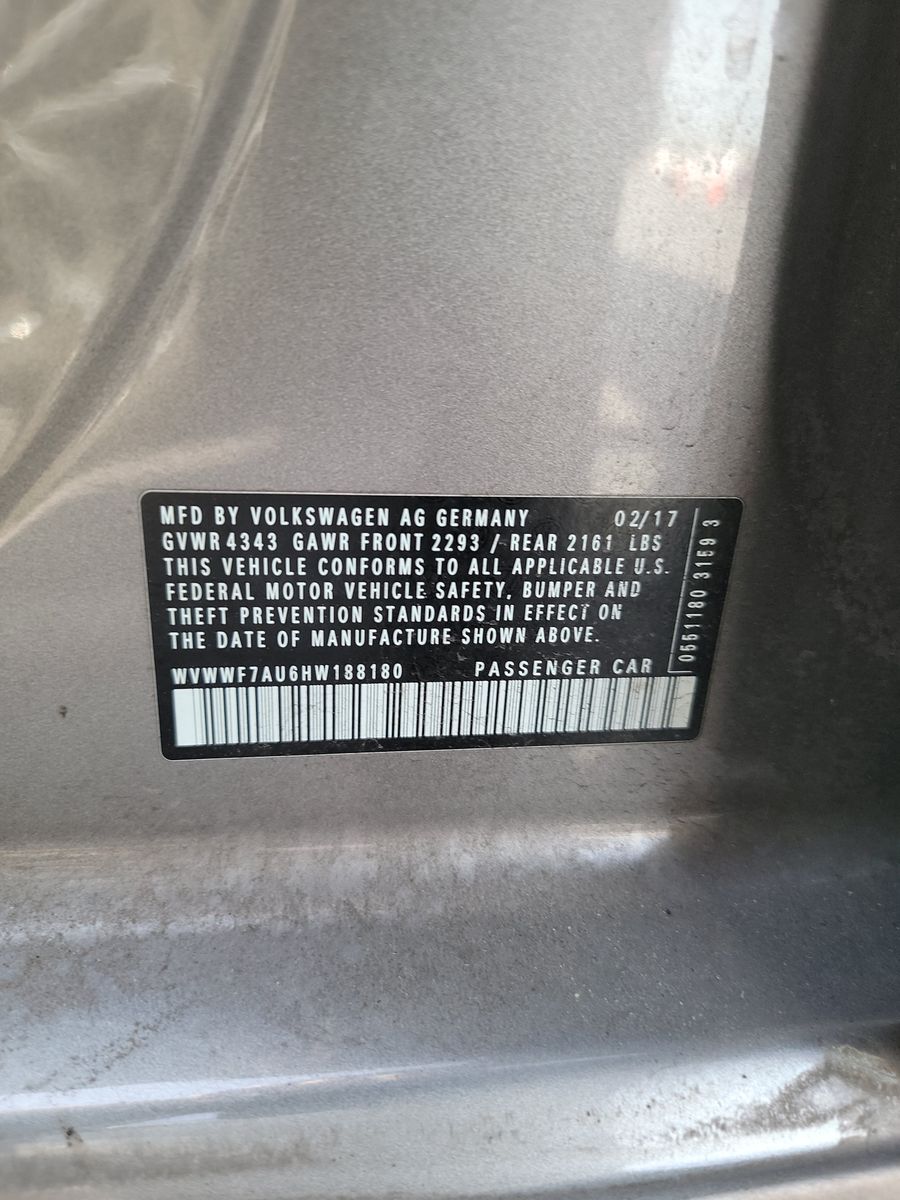 MFD BY VOLKSWAGEN AG GERMANY 02/17
GVWR 4343 GAWR FRONT 2293 / REAR 2161 LBS
THIS VEHICLE CONFORMS TO ALL APPLICABLE U.S.
FEDERAL MOTOR VEHICLE SAFETY, BUMPER AND
THEFT PREVENTION STANDARDS IN EFFECT ON
THE DATE OF MANUFACTURE SHOWN ABOVE.
WVWWF7AU6HW188180 PASSENGER CAR
0551180 3159 3